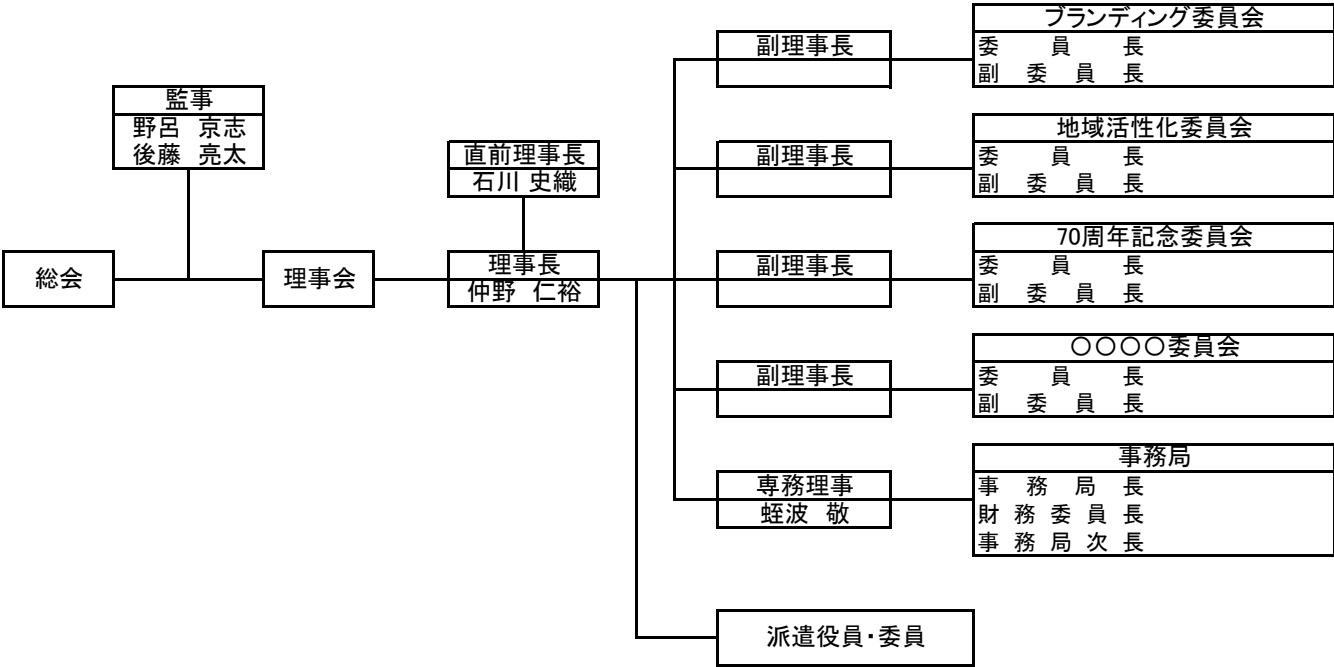 総会
監事
野呂 京志
後藤 亮太
理事会
直前理事長
石川 史織
理事長
仲野 仁裕
副理事長
ブランディング委員会
委員長
副委員長
副理事長
地域活性化委員会
委員長
副委員長
副理事長
70周年記念委員会
委員長
副委員長
副理事長
〇〇〇〇委員会
委員長
副委員長
専務理事
蛭波 敬
事務局
事務局長
財務委員長
事務局次長
派遣役員・委員